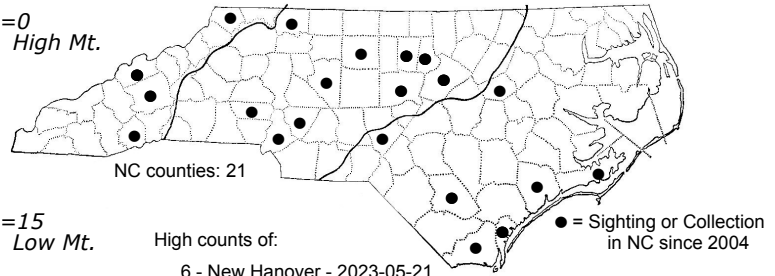 =0
High Mt.
NC counties: 21
=15
Low Mt.
● = Sighting or Collection
in NC since 2004
High counts of:
6 - New Hanover - 2023-05-21